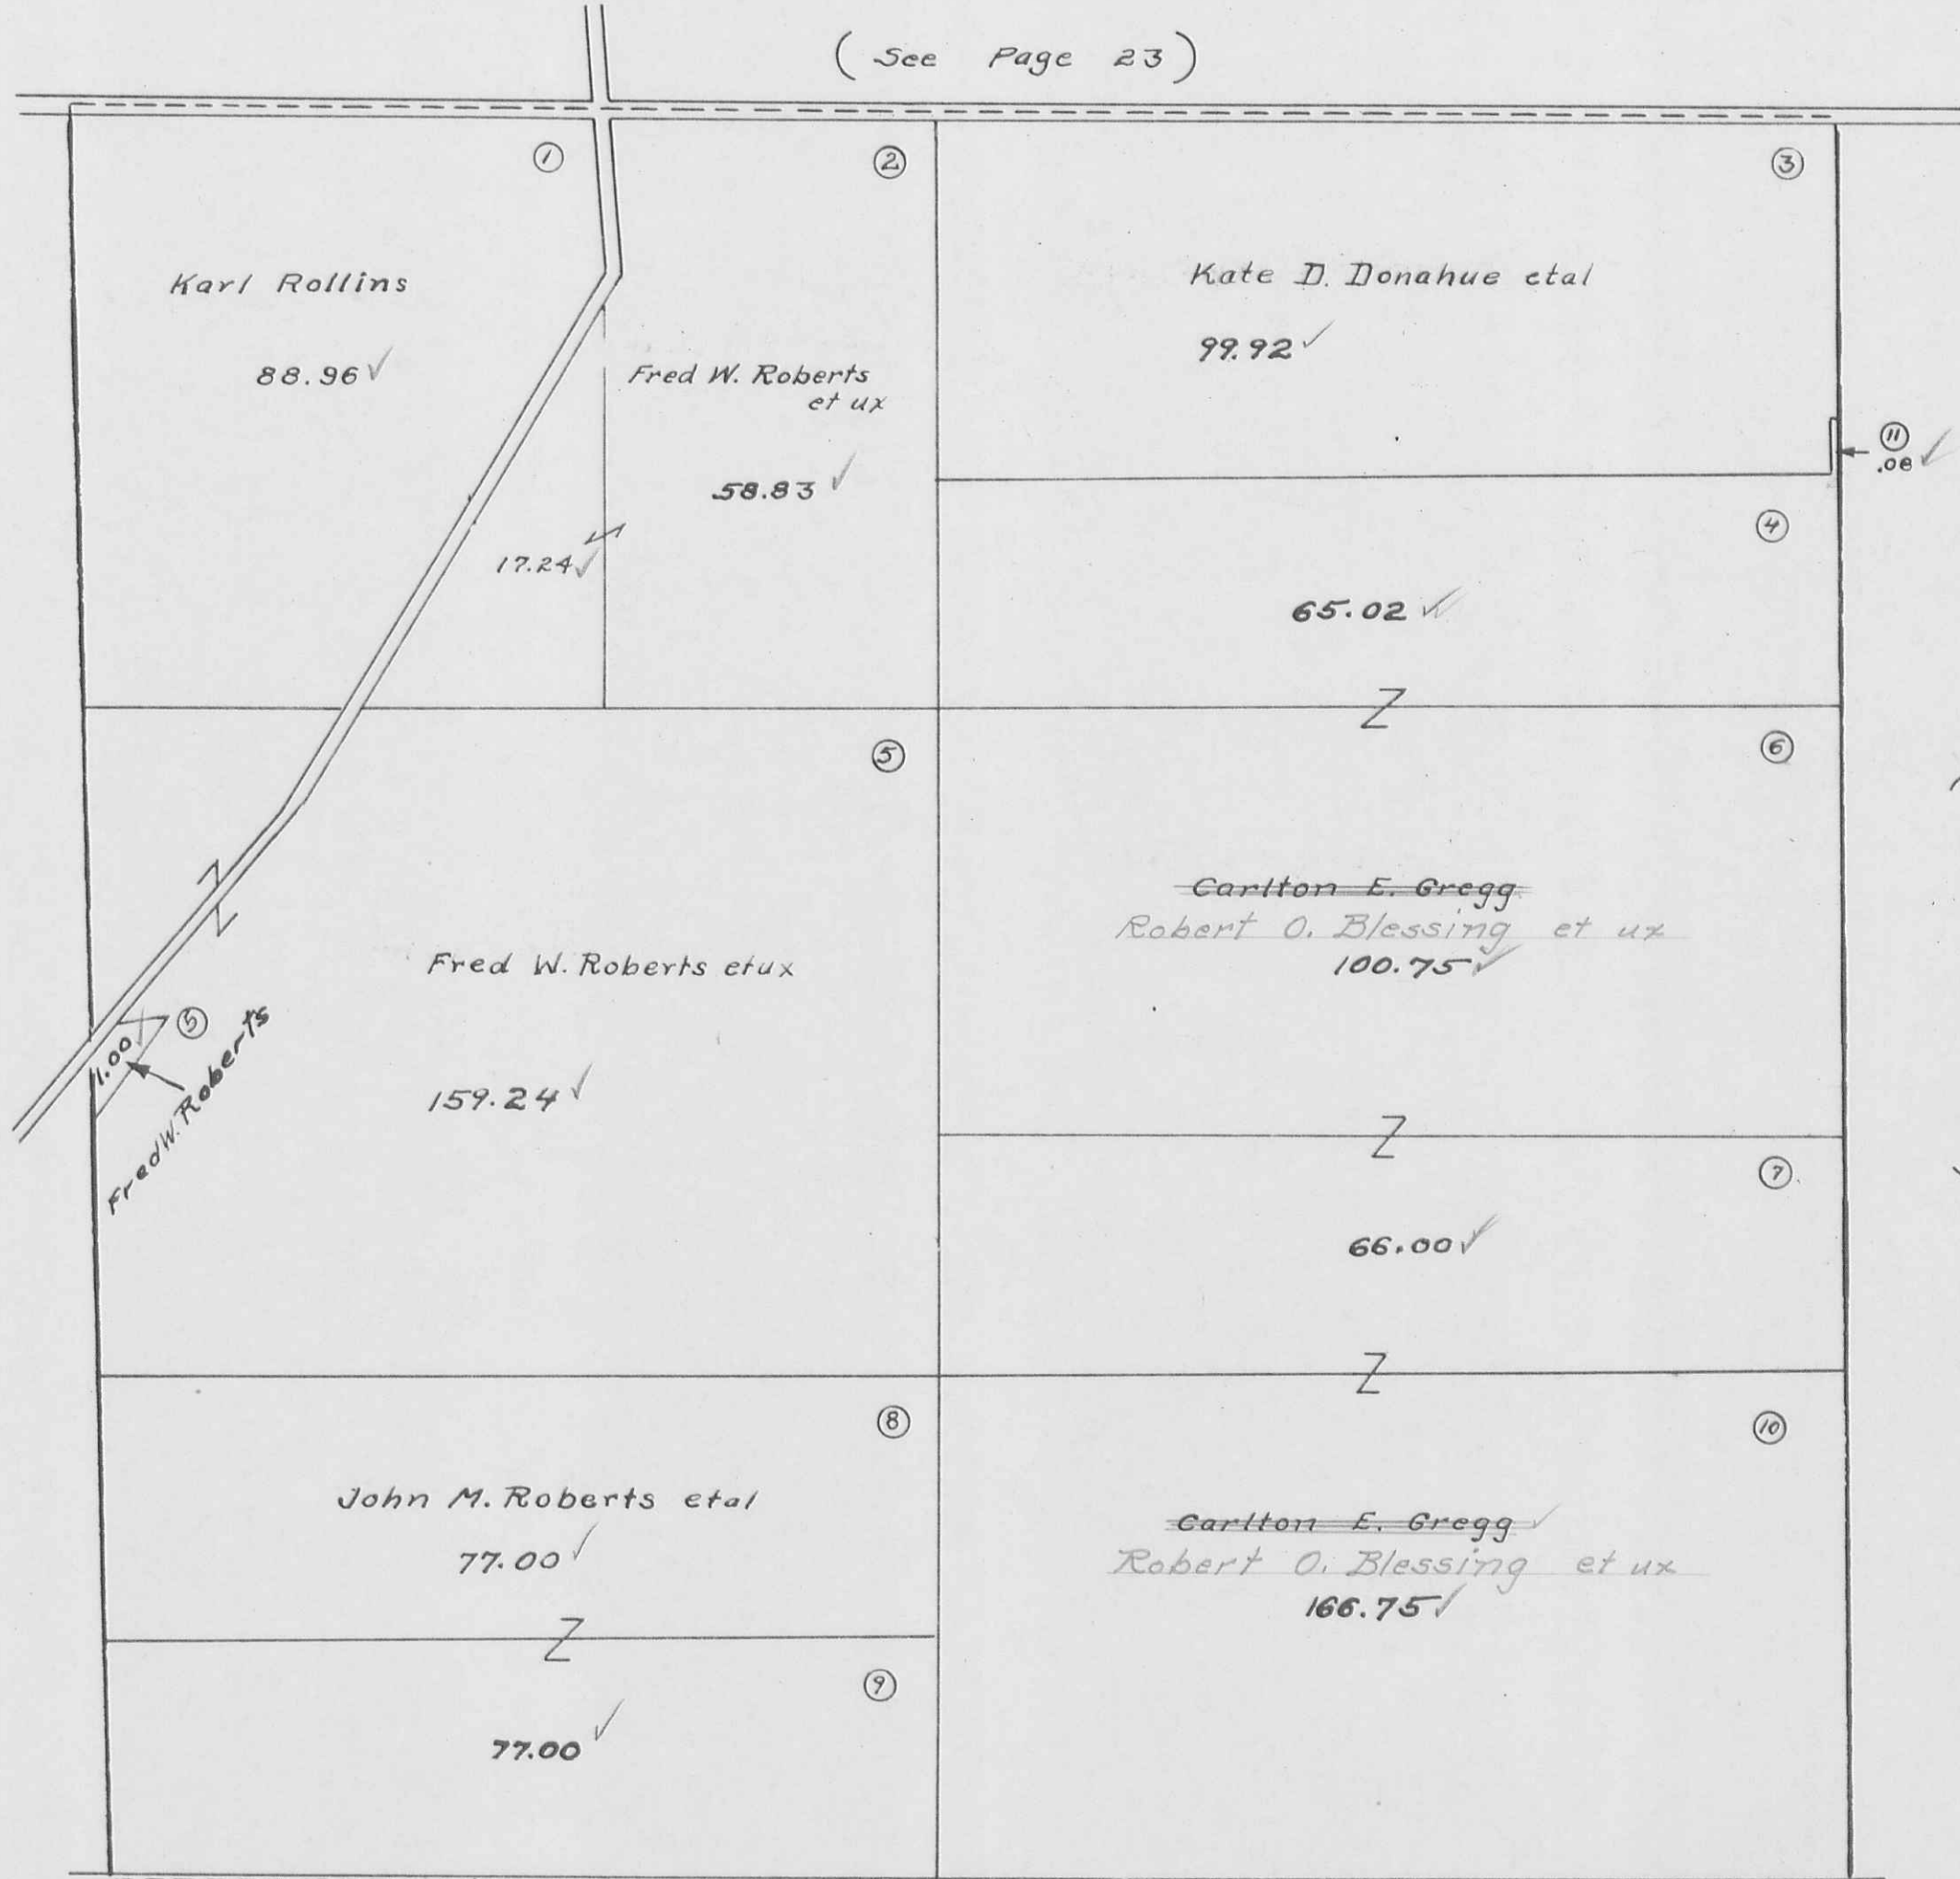 ( See Page 23 )
1
2
3
Karl Rollins
88.96
Fred W. Roberts
et ux
58.83
17.24
Kate D. Donahue etal
99.92
11
.08
4
65.02
5
Fred W. Roberts etux
159.24
5
1.00
Fred W. Roberts
6
Carlton E. Gregg
Robert O. Blessing et ux
100.75
7
66.00
8
John M. Roberts etal
77.00
9
77.00
10
Carlton E. Gregg
Robert O. Blessing et ux
166.75